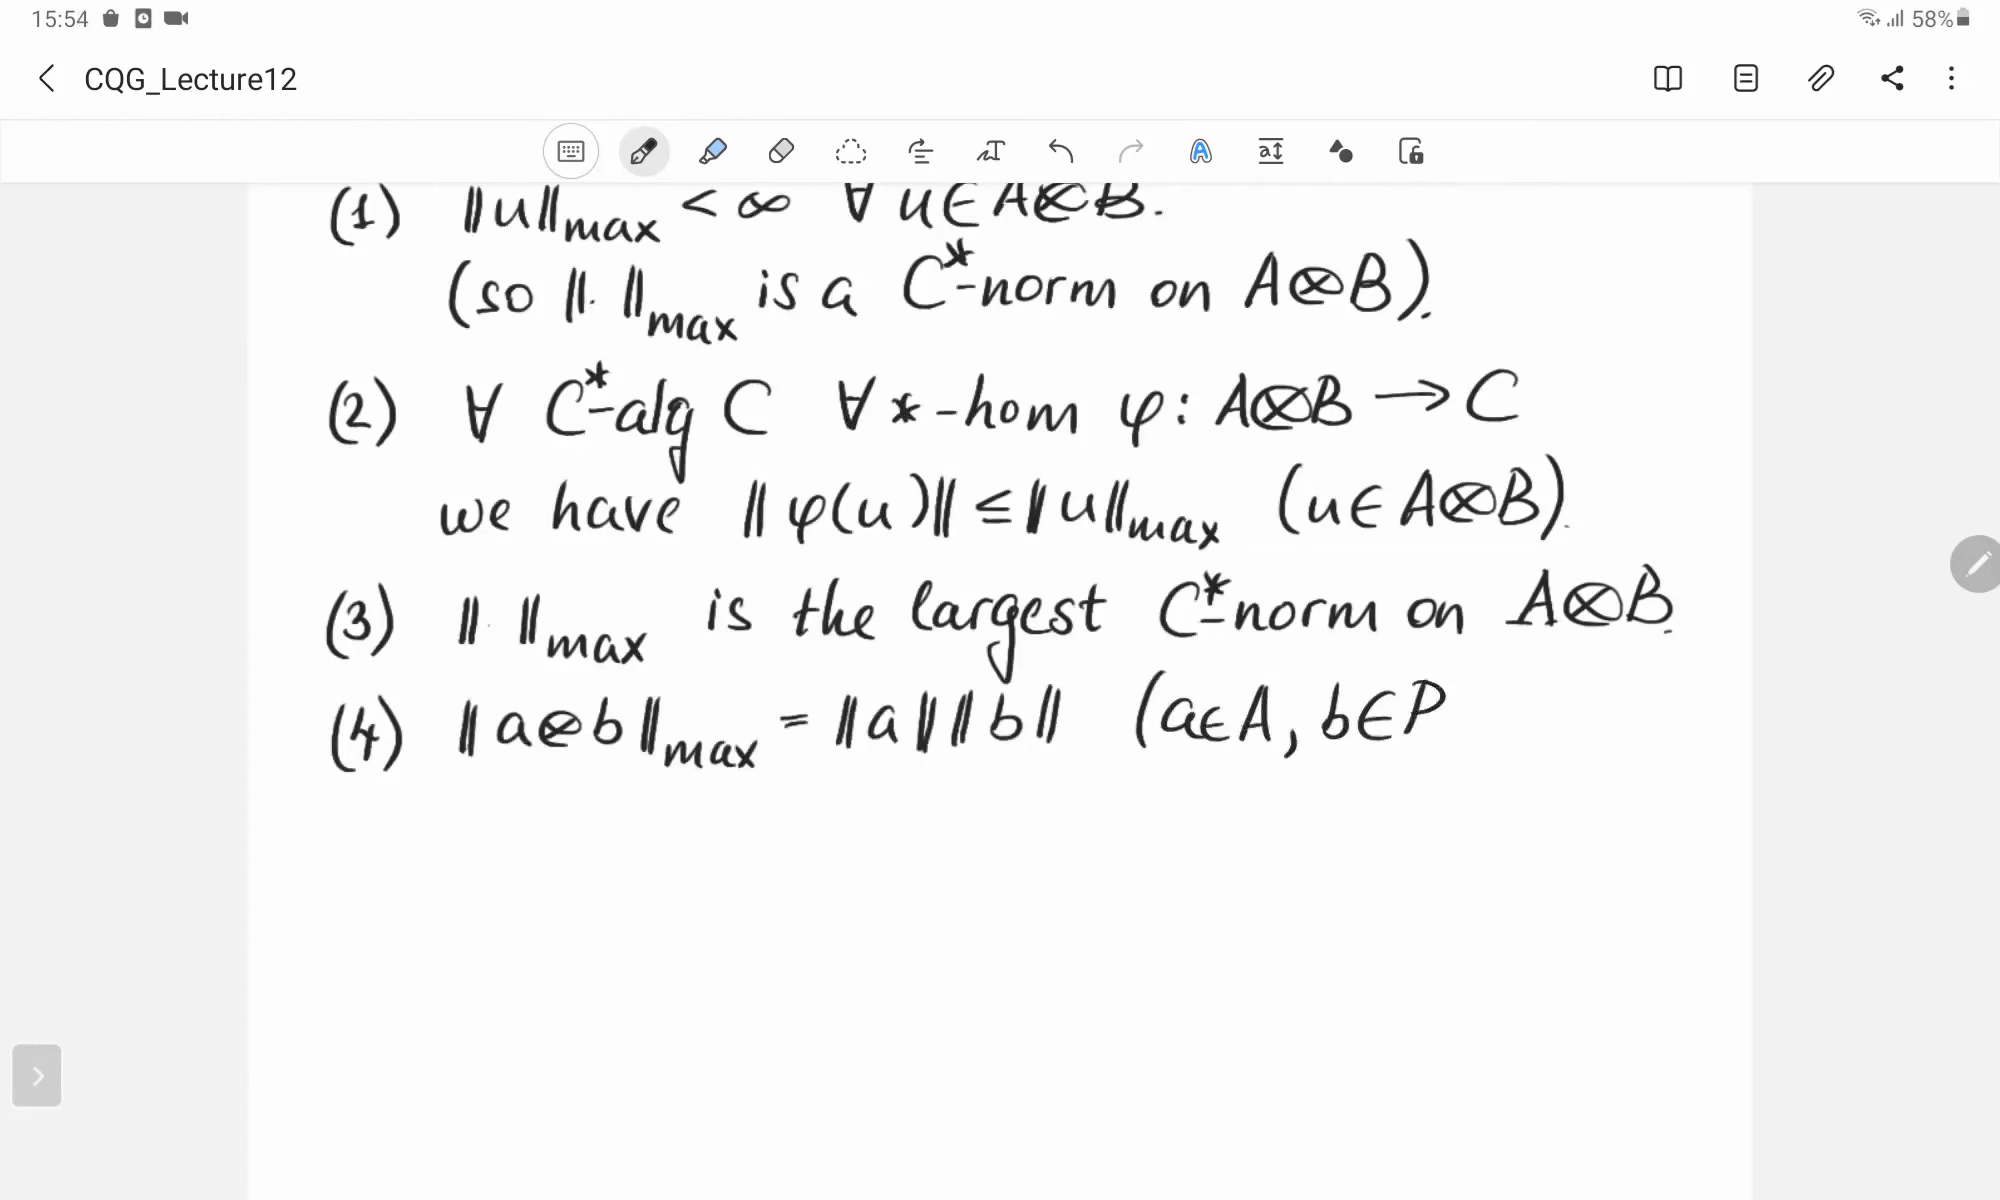 15:54 58%
CQG_Lecture12
(1) ‖u‖max < ∞ ∀ u ∈ A⊗B.
(so ‖·‖max is a C*-norm on A⊗B).
(2) ∀ C*-alg C ∀ *-hom φ: A⊗B → C
we have ‖φ(u)‖ ≤ ‖u‖max (u ∈ A⊗B).
(3) ‖·‖max is the largest C*-norm on A⊗B.
(4) ‖a⊗b‖max = ‖a‖‖b‖ (a∈A, b∈P